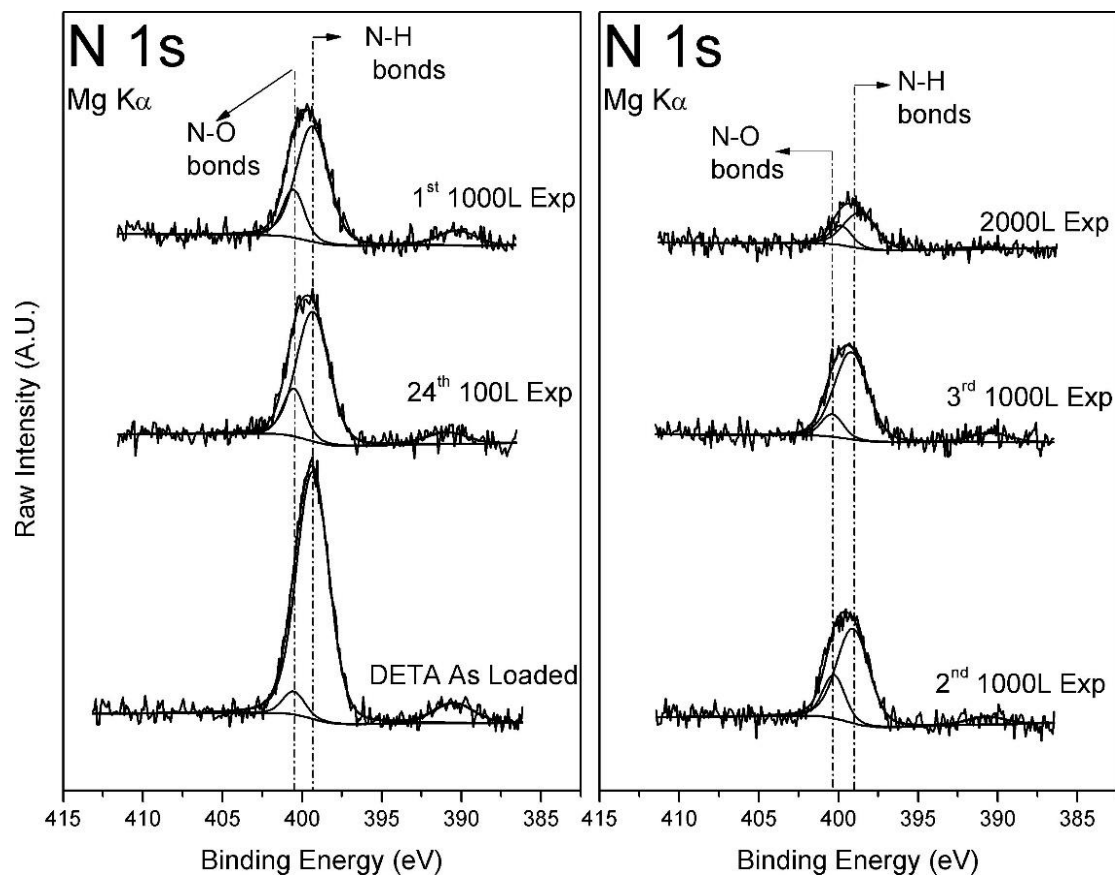 N 1s
Mg Kα
N-H
bonds
N-O
bonds
1st 1000L Exp
24th 100L Exp
DETA As Loaded
Raw Intensity (A.U.)
415 410 405 400 395 390 385
Binding Energy (eV)
N 1s
Mg Kα
N-H
bonds
N-O
bonds
2000L Exp
3rd 1000L Exp
2nd 1000L Exp
415 410 405 400 395 390 385
Binding Energy (eV)